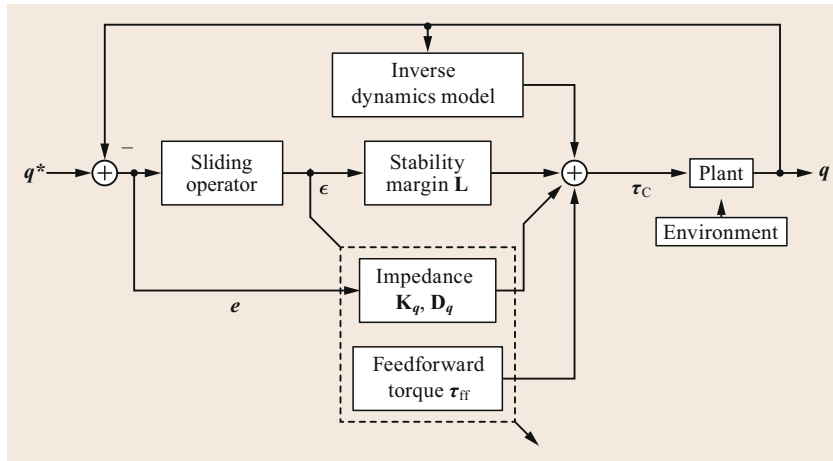 Inverse
dynamics model
−
q*
+
Sliding
operator
ϵ
Stability
margin L
+
τC
Plant
q
Environment
Impedance
Kq, Dq
e
Feedforward
torque τff